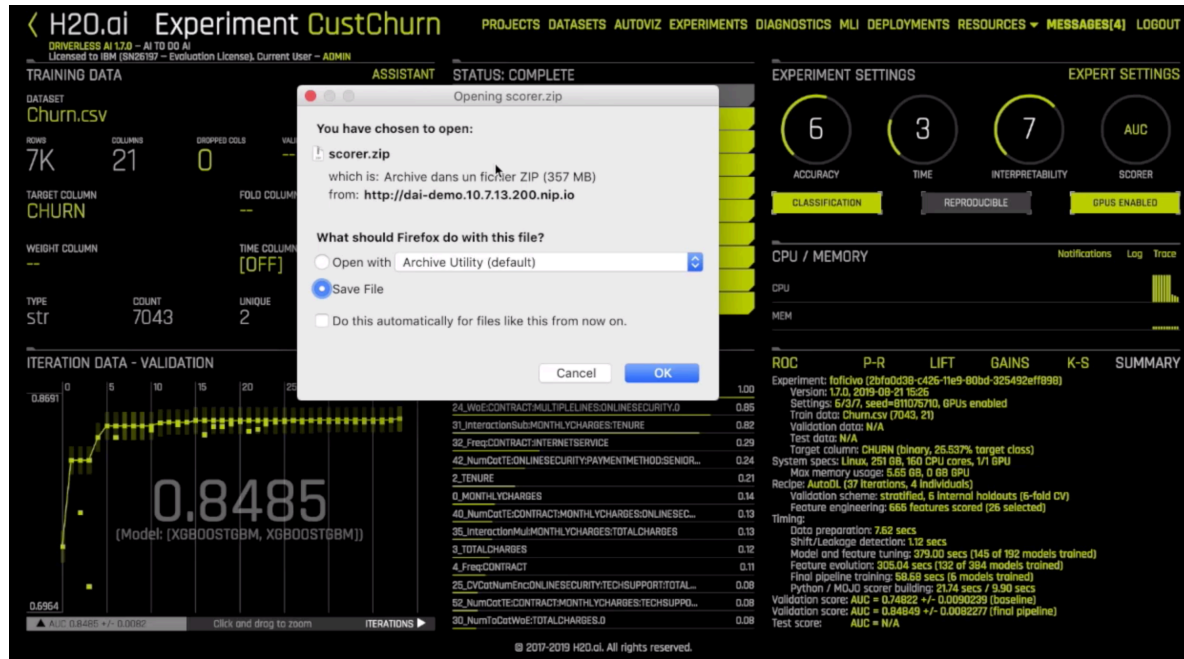 H2O.ai Experiment CustChurn
DRIVERLESS AI 1.7.0 – AI TO DO AI
Licensed to IBM (SN26197 – Evaluation License). Current User – ADMIN
PROJECTS DATASETS AUTOVIZ EXPERIMENTS DIAGNOSTICS MLI DEPLOYMENTS RESOURCES MESSAGES[4] LOGOUT
TRAINING DATA ASSISTANT
DATASET
Churn.csv
ROWS COLUMNS DROPPED COLS
7K 21 0 --
TARGET COLUMN FOLD COLUMN
CHURN --
WEIGHT COLUMN TIME COLUMN
-- [OFF]
TYPE COUNT UNIQUE
str 7043 2
STATUS: COMPLETE
Opening scorer.zip
You have chosen to open:
scorer.zip
which is: Archive dans un fichier ZIP (357 MB)
from: http://dai-demo.10.7.13.200.nip.io
What should Firefox do with this file?
Open with Archive Utility (default)
Save File
Do this automatically for files like this from now on.
Cancel OK
EXPERIMENT SETTINGS EXPERT SETTINGS
6 3 7 AUC
ACCURACY TIME INTERPRETABILITY SCORER
CLASSIFICATION REPRODUCIBLE GPUS ENABLED
CPU / MEMORY Notifications Log Trace
CPU
MEM
ITERATION DATA - VALIDATION
0 5 10 15 20 25
0.8691
0.8485
(Model: [XGBOOSTGBM, XGBOOSTGBM])
0.6964
AUC 0.8485 +/- 0.0082 Click and drag to zoom ITERATIONS
1.00
24_WoE:CONTRACT:MULTIPLELINES:ONLINESECURITY.0 0.85
31_InteractionSub:MONTHLYCHARGES:TENURE 0.82
32_Freq:CONTRACT:INTERNETSERVICE 0.29
42_NumCatTE:ONLINESECURITY:PAYMENTMETHOD:SENIOR... 0.24
2_TENURE 0.21
0_MONTHLYCHARGES 0.14
40_NumCatTE:CONTRACT:MONTHLYCHARGES:ONLINESEC... 0.13
35_InteractionMul:MONTHLYCHARGES:TOTALCHARGES 0.13
3_TOTALCHARGES 0.12
4_Freq:CONTRACT 0.11
25_CVCatNumEnc:ONLINESECURITY:TECHSUPPORT:TOTAL... 0.08
52_NumCatTE:CONTRACT:MONTHLYCHARGES:TECHSUPPO... 0.08
30_NumToCatWoE:TOTALCHARGES.0 0.08
ROC P-R LIFT GAINS K-S SUMMARY
Experiment: foficivo (2bfa0d38-c426-11e9-80bd-325492eff898)
Version: 1.7.0, 2019-08-21 15:26
Settings: 6/3/7, seed=811075710, GPUs enabled
Train data: Churn.csv (7043, 21)
Validation data: N/A
Test data: N/A
Target column: CHURN (binary, 26.537% target class)
System specs: Linux, 251 GB, 160 CPU cores, 1/1 GPU
Max memory usage: 5.65 GB, 0 GB GPU
Recipe: AutoDL (37 iterations, 4 individuals)
Validation scheme: stratified, 6 internal holdouts (6-fold CV)
Feature engineering: 665 features scored (26 selected)
Timing:
Data preparation: 7.62 secs
Shift/Leakage detection: 1.12 secs
Model and feature tuning: 379.00 secs (145 of 192 models trained)
Feature evolution: 305.04 secs (132 of 384 models trained)
Final pipeline training: 58.68 secs (6 models trained)
Python / MOJO scorer building: 21.74 secs / 9.90 secs
Validation score: AUC = 0.74822 +/- 0.0090239 (baseline)
Validation score: AUC = 0.84849 +/- 0.0082277 (final pipeline)
Test score: AUC = N/A
© 2017-2019 H2O.ai. All rights reserved.